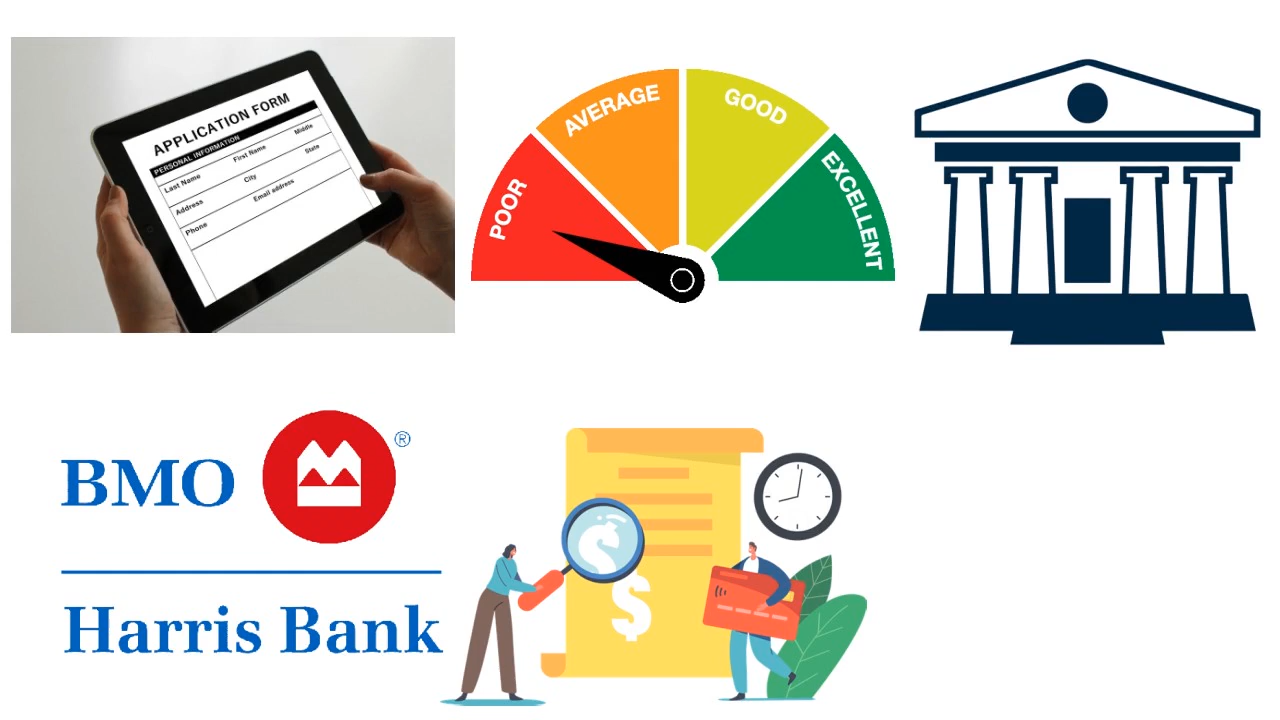 APPLICATION FORM
PERSONAL INFORMATION
Last Name First Name Middle
Address City State
Phone Email address
POOR
AVERAGE
GOOD
EXCELLENT
BMO ®
Harris Bank